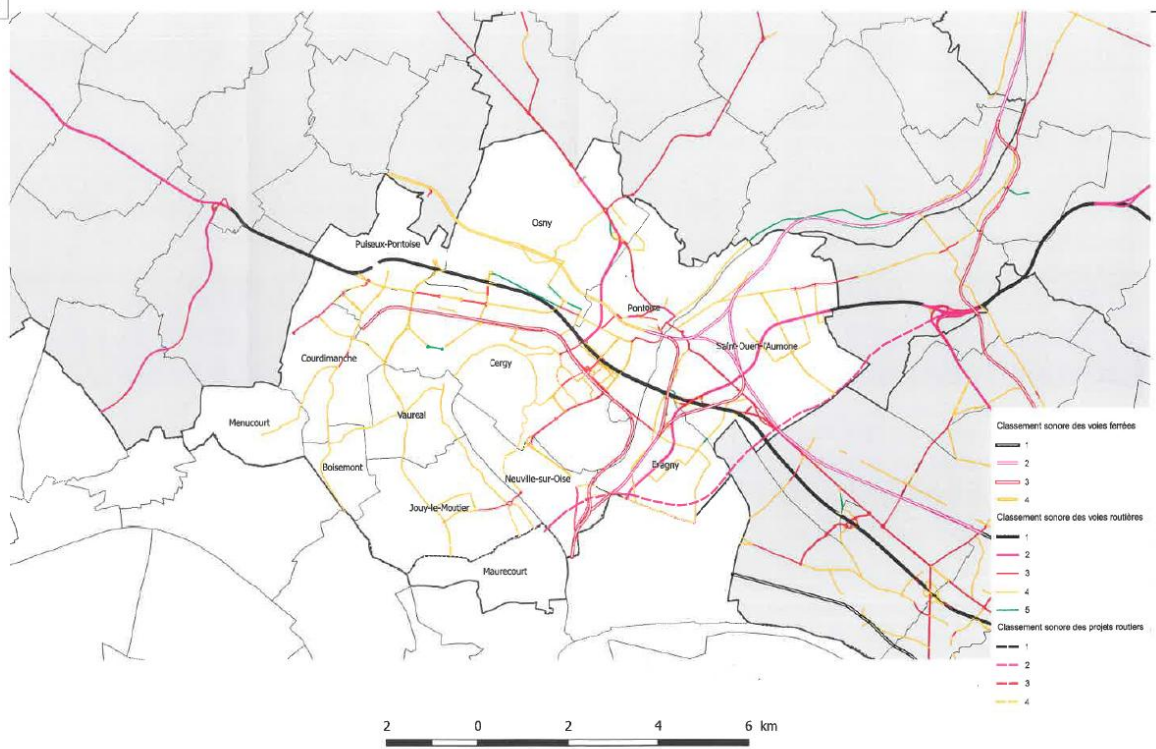 Osny
Puiseux-Pontoise
Pontoise
Saint-Ouen-l'Aumone
Courdimanche
Cergy
Menucourt
Vauréal
Boisemont
Neuville-sur-Oise
Eragny
Jouy-le-Moutier
Maurecourt
Classement sonore des voies ferrées
1
2
3
4
Classement sonore des voies routières
1
2
3
4
5
Classement sonore des projets routiers
1
2
3
4
2 0 2 4 6 km